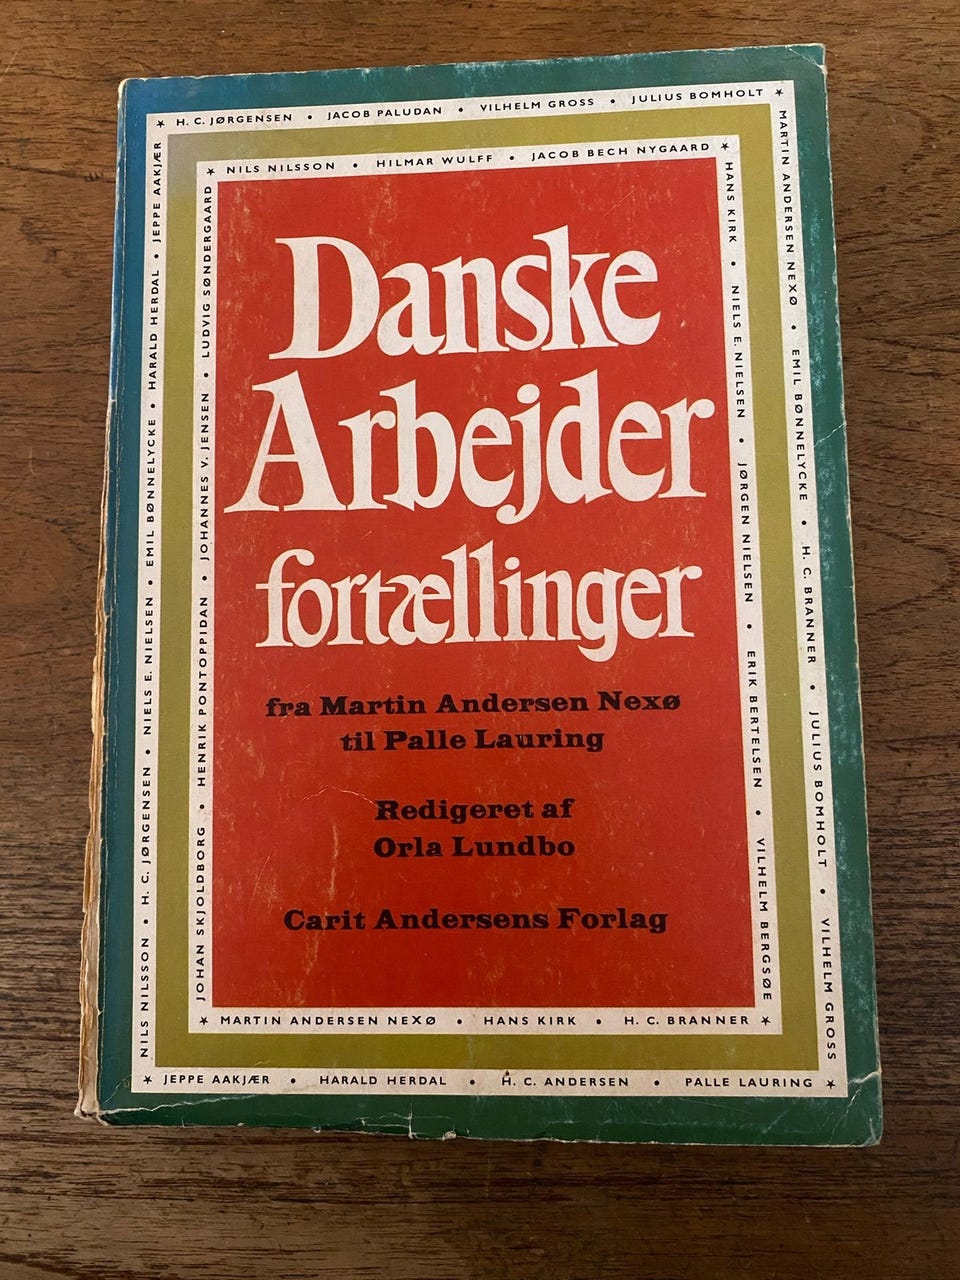 ★ H. C. JØRGENSEN • JACOB PALUDAN • VILHELM GROSS • JULIUS BOMHOLT ★
MARTIN ANDERSEN NEXØ • EMIL BØNNELYCKE • H. C. BRANNER • JULIUS BOMHOLT • VILHELM GROSS
★ JEPPE AAKJÆR • HARALD HERDAL • H. C. ANDERSEN • PALLE LAURING ★
NILS NILSSON • H. C. JØRGENSEN • NIELS E. NIELSEN • EMIL BØNNELYCKE • HARALD HERDAL • JEPPE AAKJÆR
★ NILS NILSSON • HILMAR WULFF • JACOB BECH NYGAARD ★
HANS KIRK • NIELS E. NIELSEN • JØRGEN NIELSEN • ERIK BERTELSEN • VILHELM BERGSØE
★ MARTIN ANDERSEN NEXØ • HANS KIRK • H. C. BRANNER ★
JOHAN SKJOLDBORG • HENRIK PONTOPPIDAN • JOHANNES V. JENSEN • LUDVIG SØNDERGAARD
Danske
Arbejder
fortællinger
fra Martin Andersen Nexø
til Palle Lauring
Redigeret af
Orla Lundbo
Carit Andersens Forlag